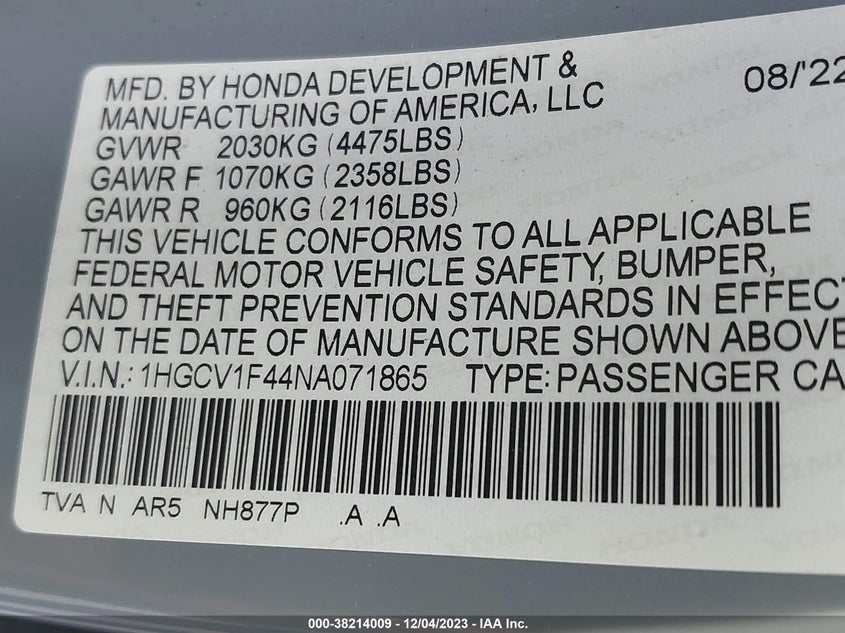 MFD. BY HONDA DEVELOPMENT &
MANUFACTURING OF AMERICA, LLC
08/'22
GVWR 2030KG (4475LBS)
GAWR F 1070KG (2358LBS)
GAWR R 960KG (2116LBS)
THIS VEHICLE CONFORMS TO ALL APPLICABLE
FEDERAL MOTOR VEHICLE SAFETY, BUMPER,
AND THEFT PREVENTION STANDARDS IN EFFECT
ON THE DATE OF MANUFACTURE SHOWN ABOVE
V.I.N.: 1HGCV1F44NA071865 TYPE: PASSENGER CA
TVA N AR5 NH877P .A .A
000-38214009 - 12/04/2023 - IAA Inc.